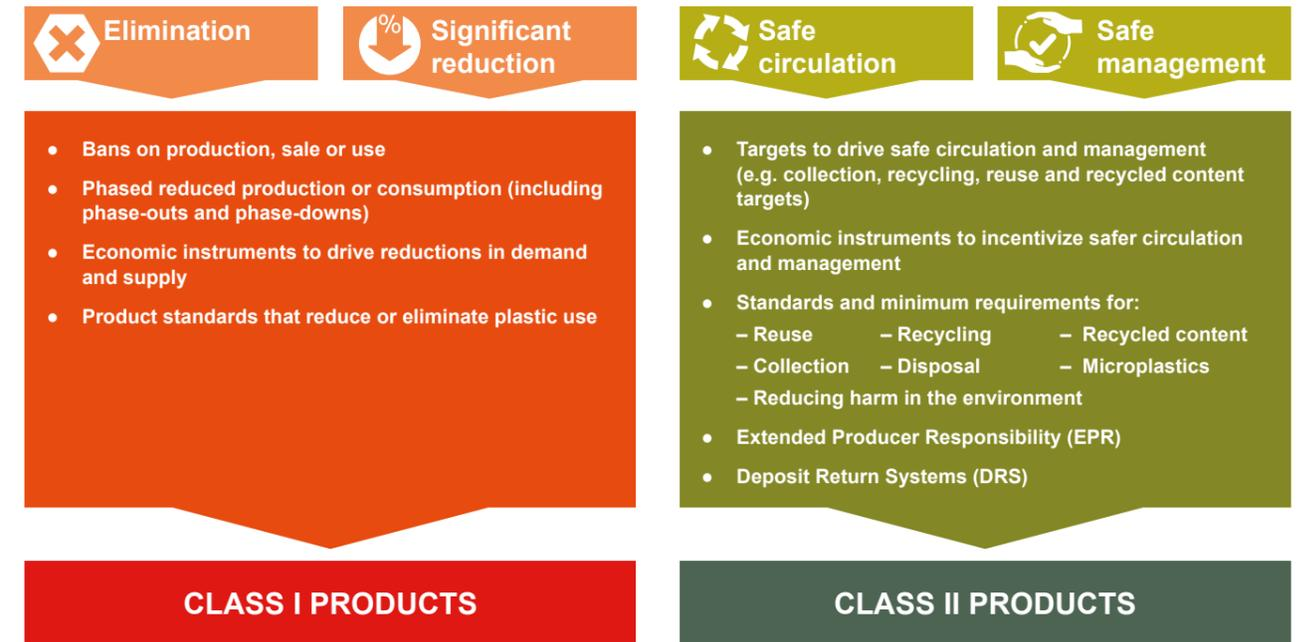 Elimination
%
Significant
reduction
Safe
circulation
Safe
management
● Bans on production, sale or use
● Phased reduced production or consumption (including
phase-outs and phase-downs)
● Economic instruments to drive reductions in demand
and supply
● Product standards that reduce or eliminate plastic use
CLASS I PRODUCTS
● Targets to drive safe circulation and management
(e.g. collection, recycling, reuse and recycled content
targets)
● Economic instruments to incentivize safer circulation
and management
● Standards and minimum requirements for:
– Reuse – Recycling – Recycled content
– Collection – Disposal – Microplastics
– Reducing harm in the environment
● Extended Producer Responsibility (EPR)
● Deposit Return Systems (DRS)
CLASS II PRODUCTS